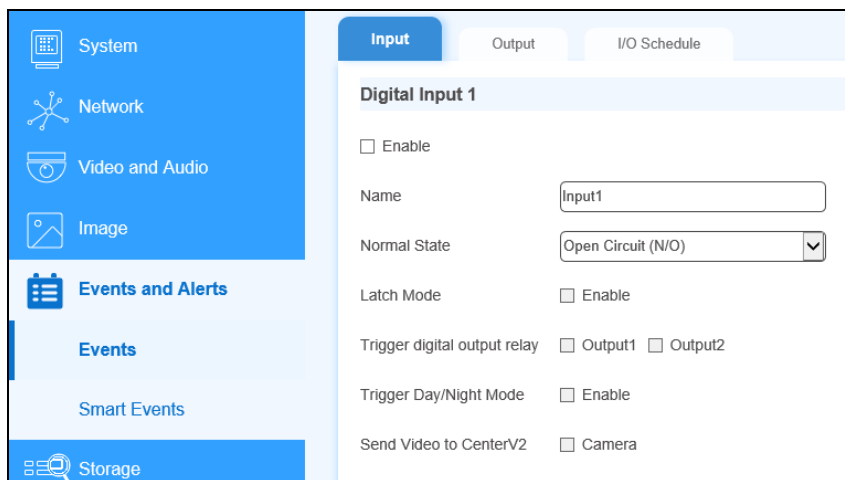 System
Network
Video and Audio
Image
Events and Alerts
Events
Smart Events
Storage
Input Output I/O Schedule
Digital Input 1
Enable
Name Input1
Normal State Open Circuit (N/O)
Latch Mode Enable
Trigger digital output relay Output1 Output2
Trigger Day/Night Mode Enable
Send Video to CenterV2 Camera